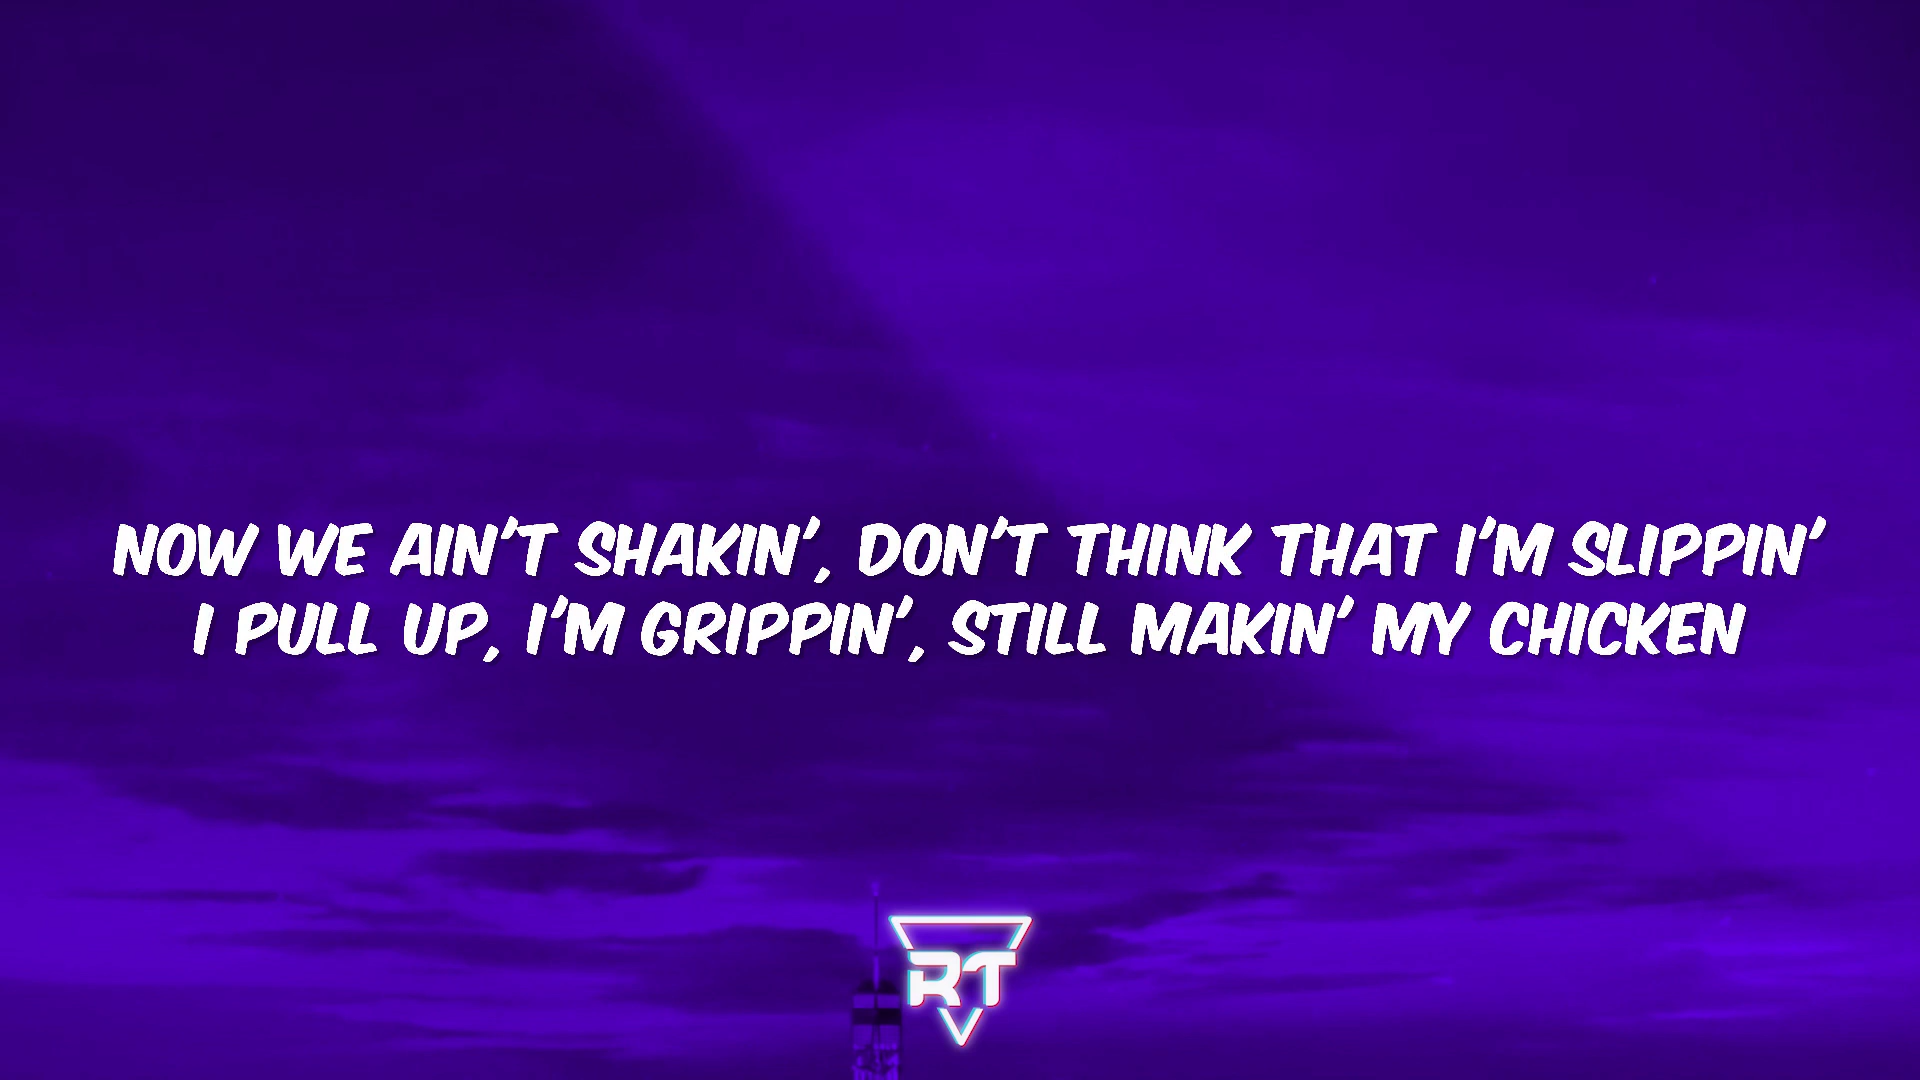 NOW WE AIN'T SHAKIN', DON'T THINK THAT I'M SLIPPIN'
I PULL UP, I'M GRIPPIN', STILL MAKIN' MY CHICKEN
RT